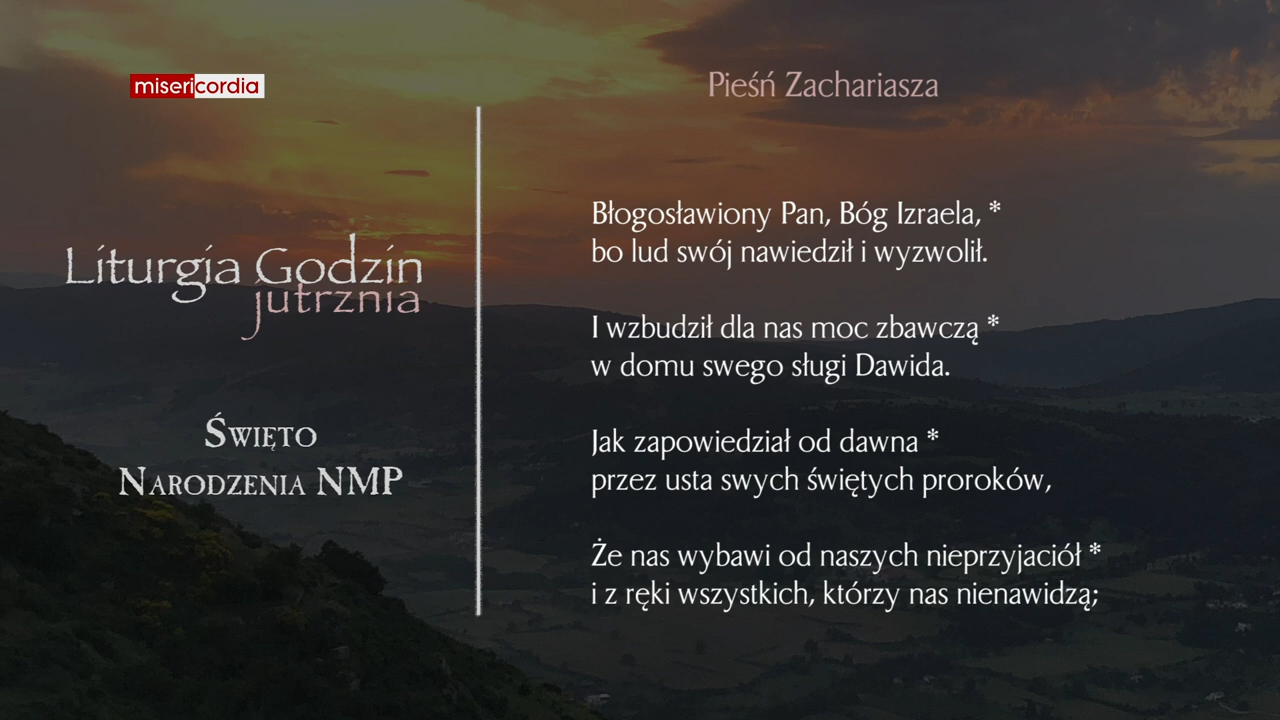 misericordia
Liturgia Godzin
jutrznia
Święto
Narodzenia NMP
Pieśń Zachariasza
Błogosławiony Pan, Bóg Izraela, *
bo lud swój nawiedził i wyzwolił.
I wzbudził dla nas moc zbawczą *
w domu swego sługi Dawida.
Jak zapowiedział od dawna *
przez usta swych świętych proroków,
Że nas wybawi od naszych nieprzyjaciół *
i z ręki wszystkich, którzy nas nienawidzą;